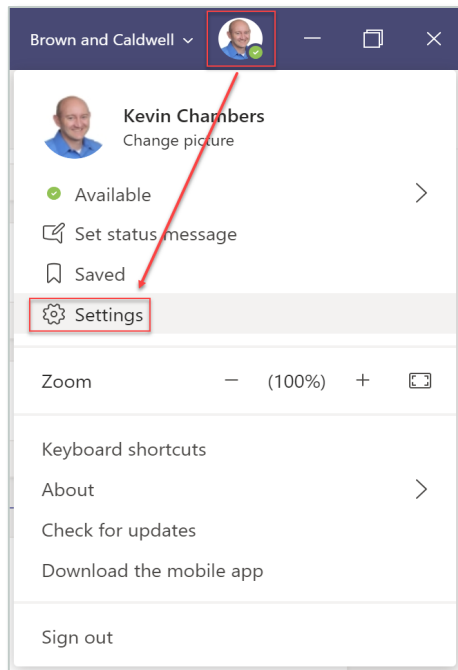 Brown and Caldwell
Kevin Chambers
Change picture
Available
Set status message
Saved
Settings
Zoom — (100%) +
Keyboard shortcuts
About
Check for updates
Download the mobile app
Sign out